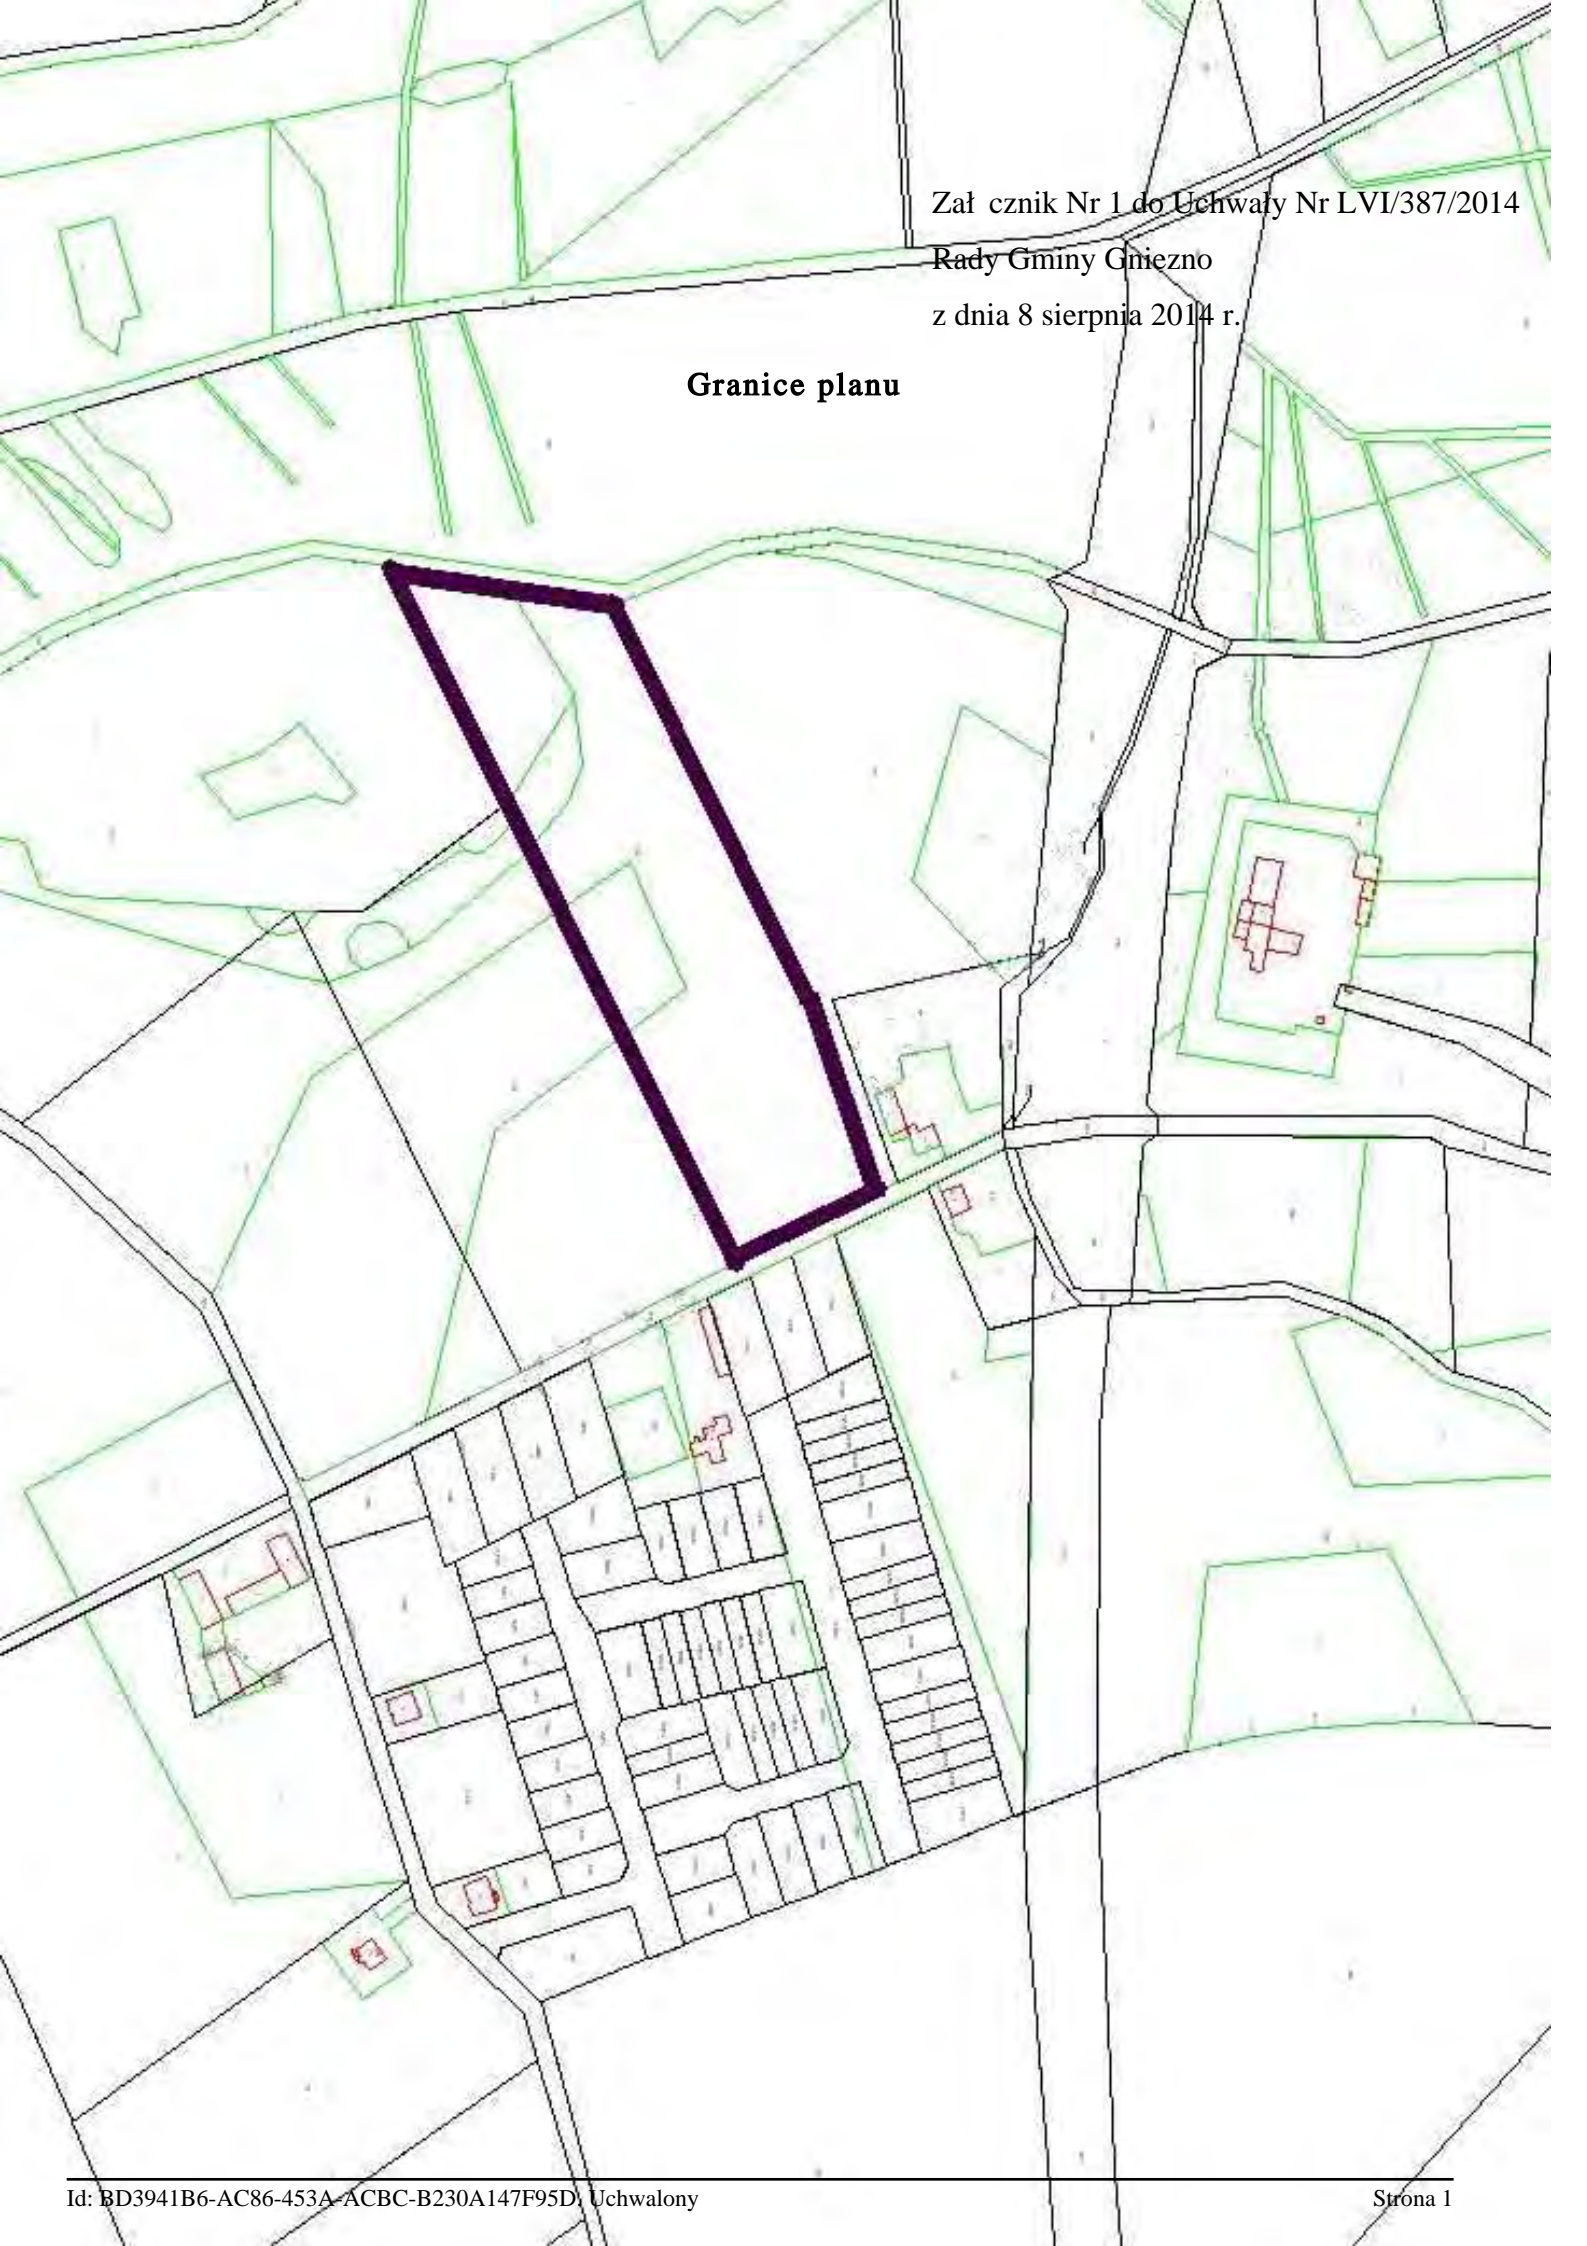 Zał cznik Nr 1 do Uchwały Nr LVI/387/2014
Rady Gminy Gniezno
z dnia 8 sierpnia 2014 r.
Granice planu
Id: BD3941B6-AC86-453A-ACBC-B230A147F95D. Uchwalony
Strona 1